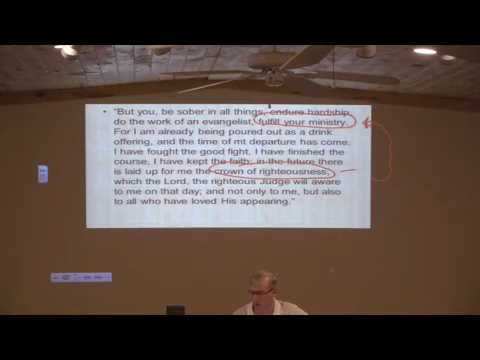 • "But you, be sober in all things, endure hardship,
do the work of an evangelist, fulfill your ministry.
For I am already being poured out as a drink
offering, and the time of mt departure has come.
I have fought the good fight, I have finished the
course, I have kept the faith; in the future there
is laid up for me the crown of righteousness,
which the Lord, the righteous Judge will aware
to me on that day; and not only to me, but also
to all who have loved His appearing."